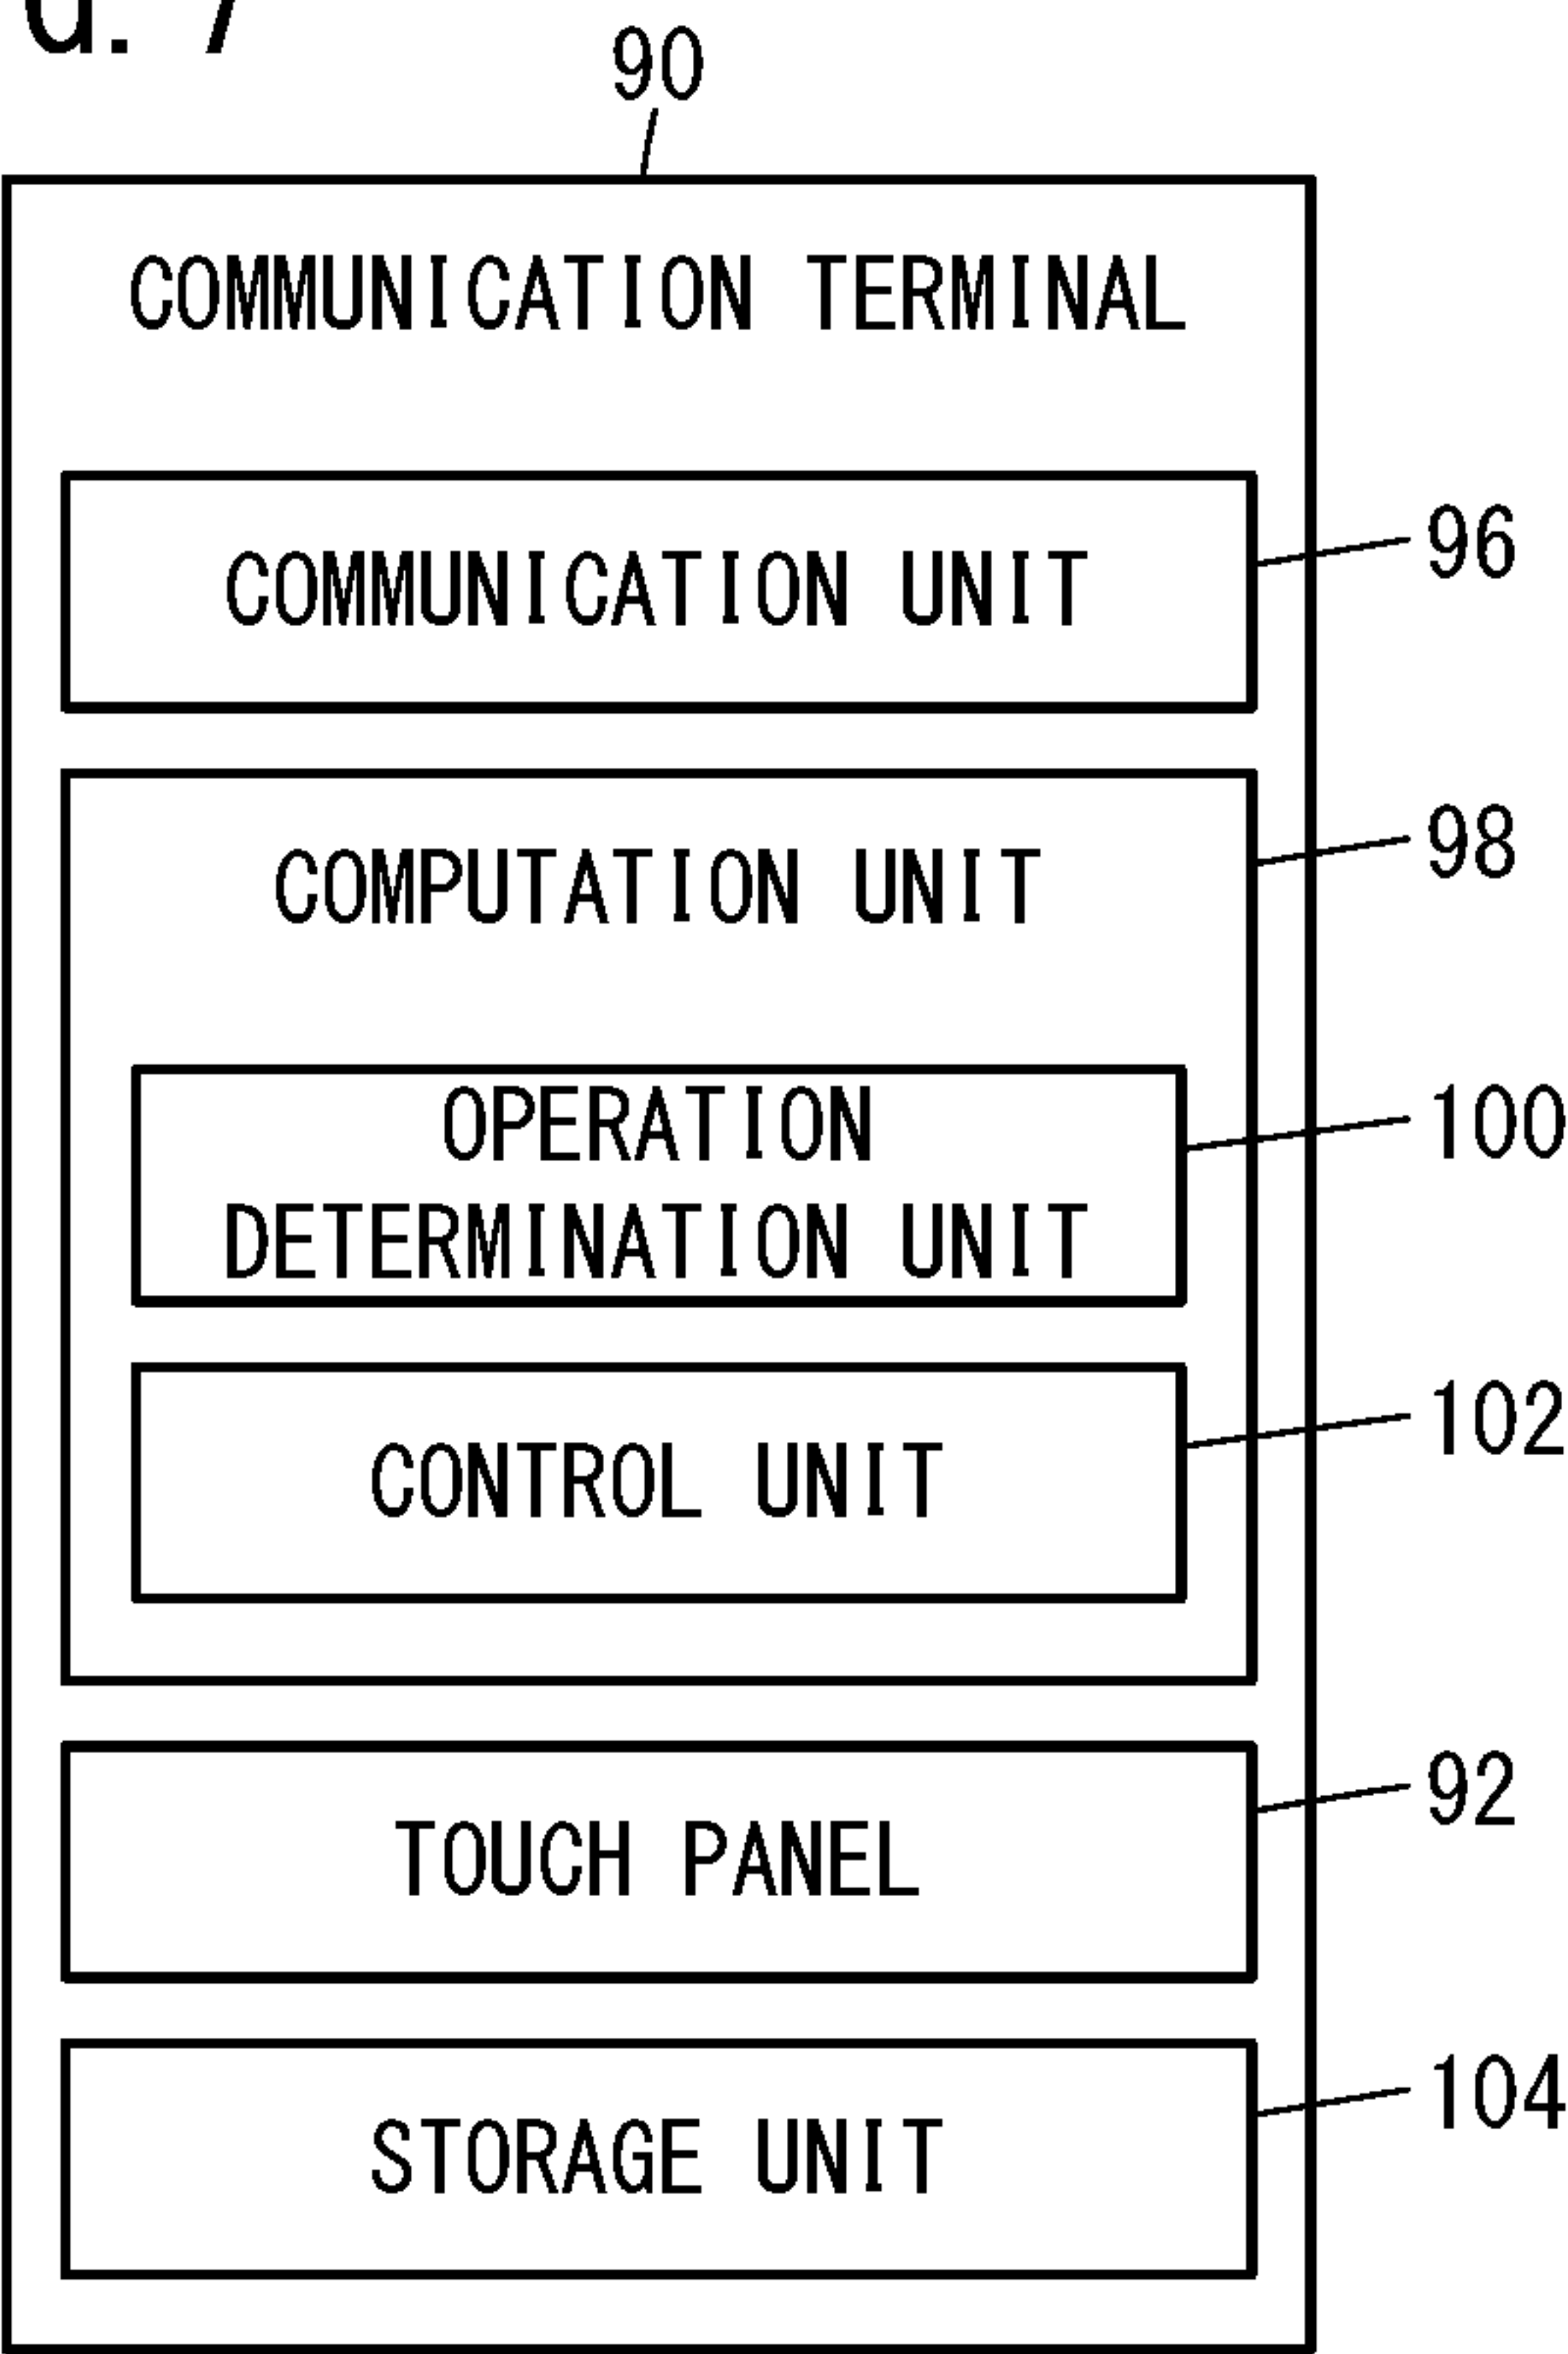 90
COMMUNICATION TERMINAL
COMMUNICATION UNIT
96
COMPUTATION UNIT
98
OPERATION
DETERMINATION UNIT
100
CONTROL UNIT
102
TOUCH PANEL
92
STORAGE UNIT
104